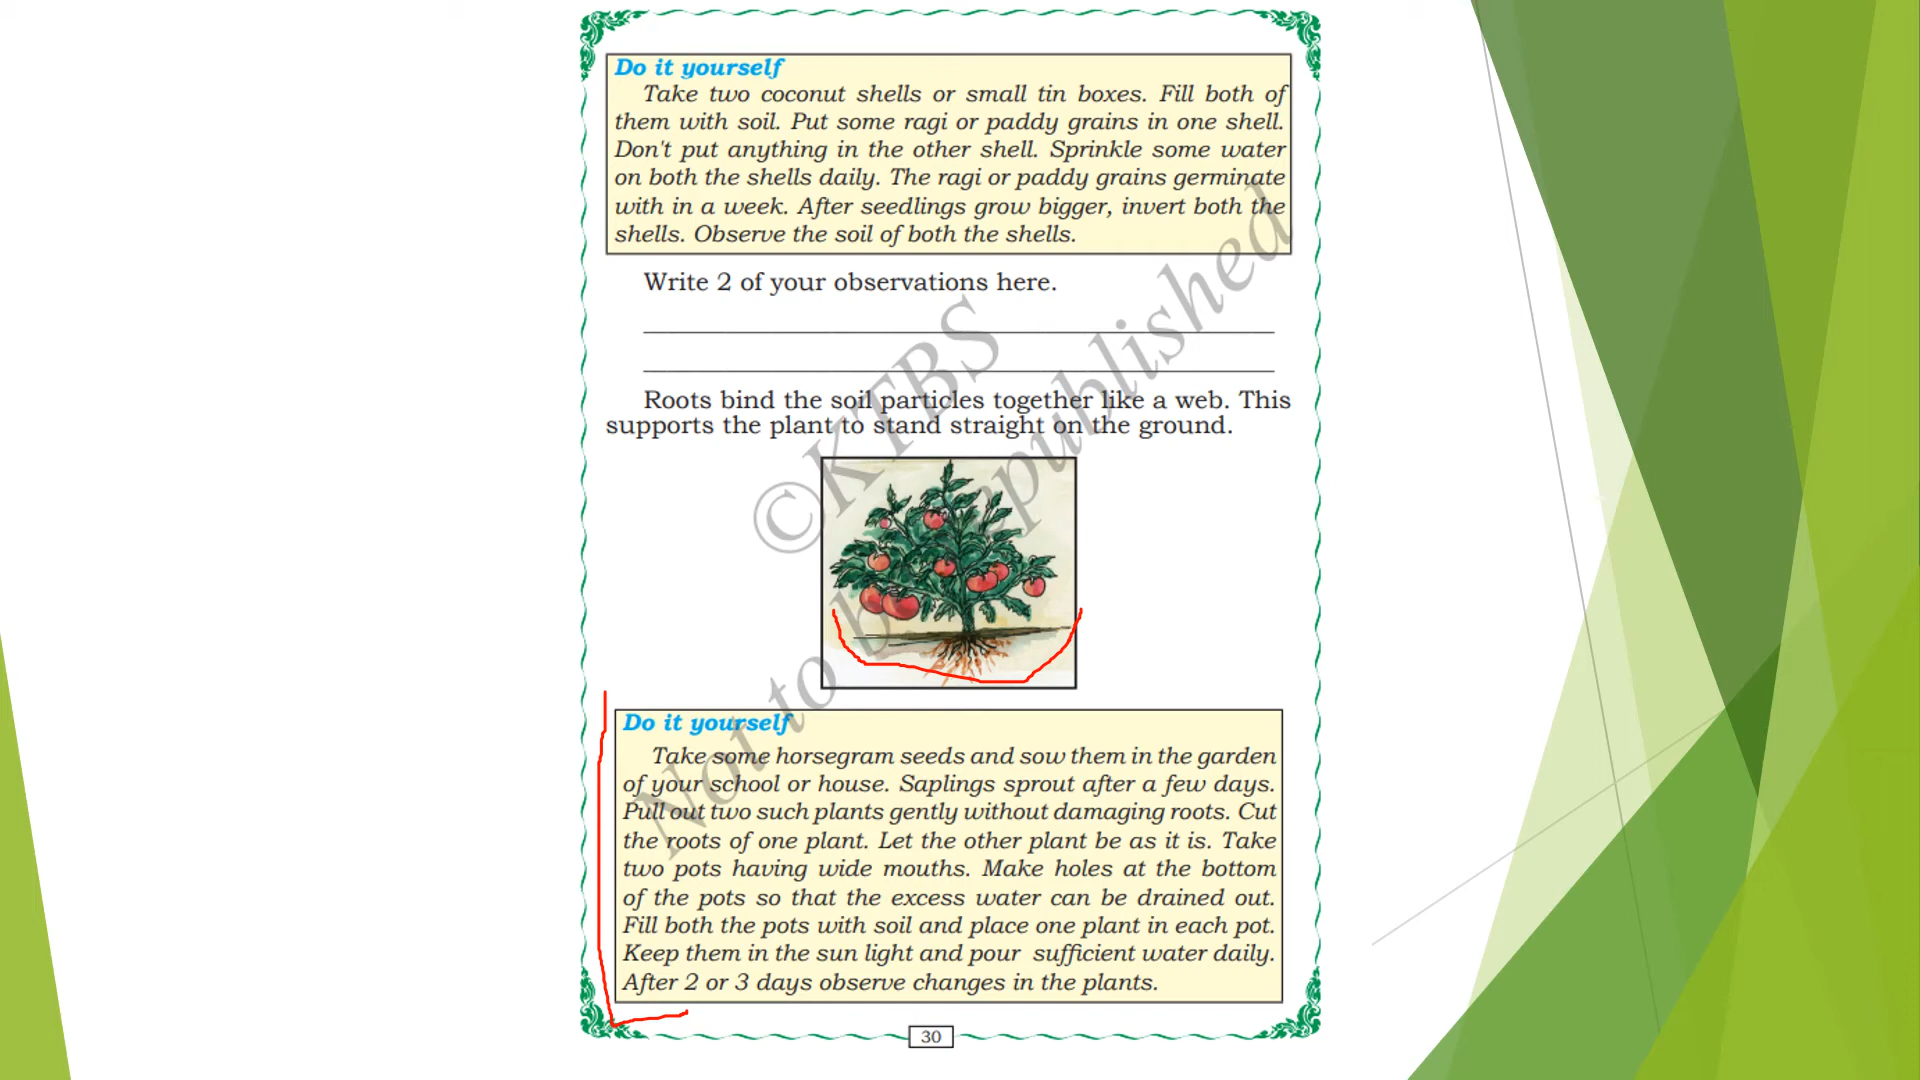 Do it yourself
Take two coconut shells or small tin boxes. Fill both of
them with soil. Put some ragi or paddy grains in one shell.
Don't put anything in the other shell. Sprinkle some water
on both the shells daily. The ragi or paddy grains germinate
with in a week. After seedlings grow bigger, invert both the
shells. Observe the soil of both the shells.
Write 2 of your observations here.
Roots bind the soil particles together like a web. This
supports the plant to stand straight on the ground.
Do it yourself
Take some horsegram seeds and sow them in the garden
of your school or house. Saplings sprout after a few days.
Pull out two such plants gently without damaging roots. Cut
the roots of one plant. Let the other plant be as it is. Take
two pots having wide mouths. Make holes at the bottom
of the pots so that the excess water can be drained out.
Fill both the pots with soil and place one plant in each pot.
Keep them in the sun light and pour sufficient water daily.
After 2 or 3 days observe changes in the plants.
30
©KTBS
Not to be republished